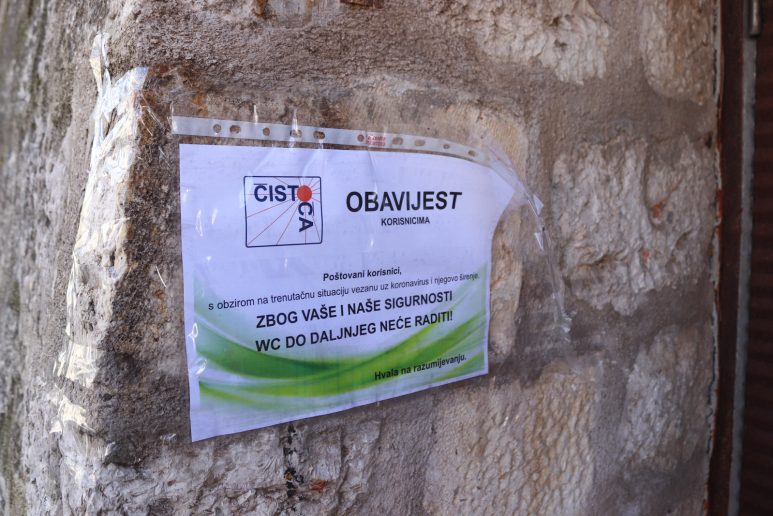 ČISTOĆA
OBAVIJEST
KORISNICIMA
Poštovani korisnici,
s obzirom na trenutačnu situaciju vezanu uz koronavirus i njegovo širenje,
ZBOG VAŠE I NAŠE SIGURNOSTI
WC DO DALJNJEG NEĆE RADITI!
Hvala na razumijevanju.